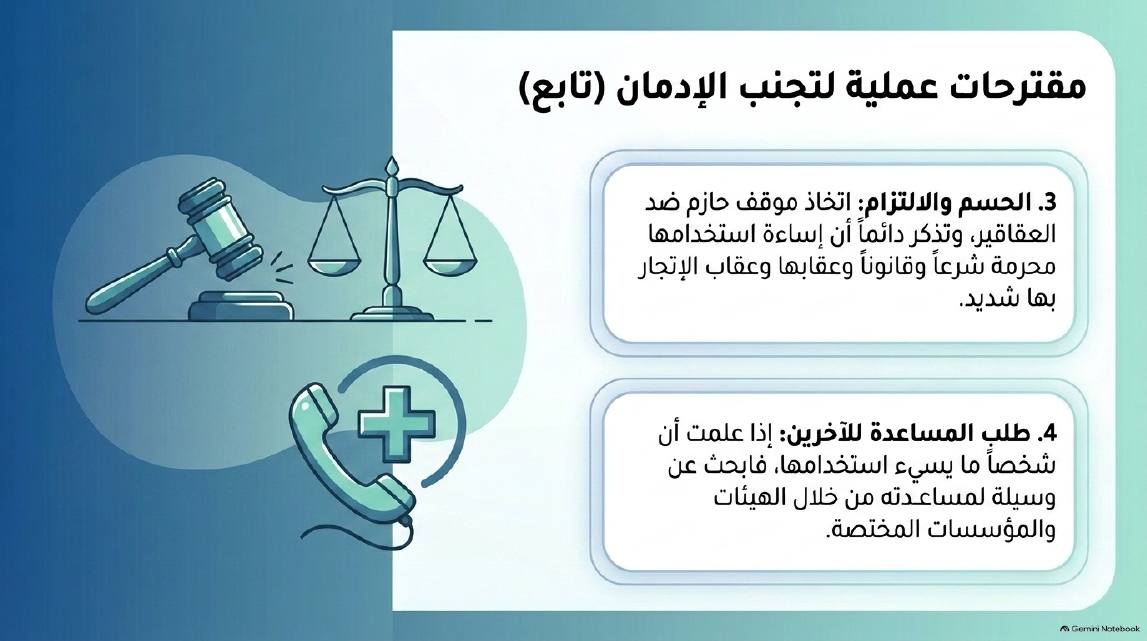 مقترحات عملية لتجنب الإدمان (تابع)
3. الحسم والالتزام: اتخاذ موقف حازم ضد
العقاقير، وتذكر دائماً أن إساءة استخدامها
محرمة شرعاً وقانوناً وعقابها وعقاب الإتجار
بها شديد.
4. طلب المساعدة للآخرين: إذا علمت أن
شخصاً ما يسيء استخدامها، فابحث عن
وسيلة لمساعدته من خلال الهيئات
والمؤسسات المختصة.
Gemini Notebook